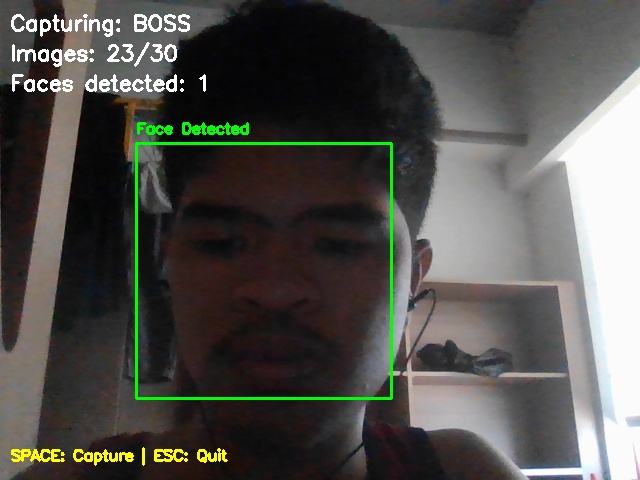 Capturing: BOSS
Images: 23/30
Faces detected: 1
Face Detected
SPACE: Capture | ESC: Quit